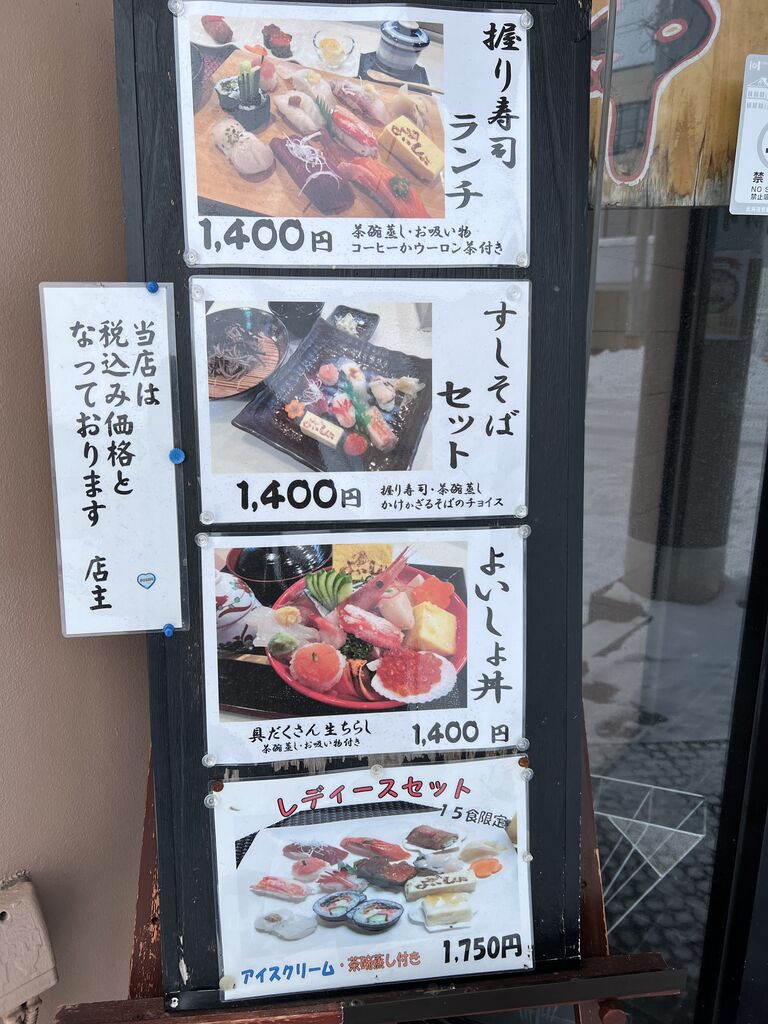 握り寿司
ランチ
1,400円
茶碗蒸し・お吸い物
コーヒーかウーロン茶付き
当店は
税込み価格と
なっております
店主
すしそば
セット
1,400円
握り寿司・茶碗蒸し
かけかざるそばのチョイス
よいしょ丼
具だくさん生ちらし
茶碗蒸し・お吸い物付き
1,400円
レディースセット
15食限定
アイスクリーム・茶碗蒸し付き
1,750円
禁
NO S
禁止吸